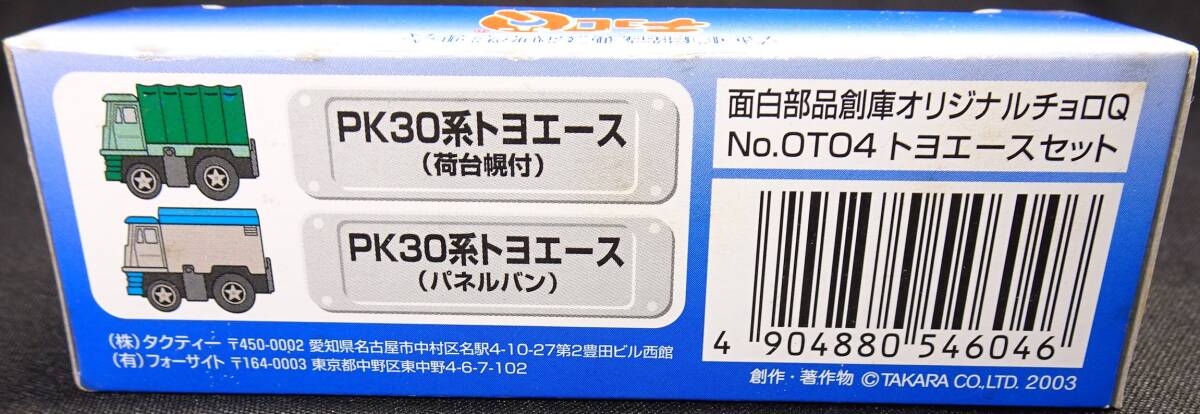 チョロQ
PK30系トヨエース
(荷台幌付)
PK30系トヨエース
(パネルバン)
(株)タクティー 〒450-0002 愛知県名古屋市中村区名駅4-10-27第2豊田ビル西館
(有)フォーサイト 〒164-0003 東京都中野区東中野4-6-7-102
面白部品創庫オリジナルチョロQ
No.OT04 トヨエースセット
4 904880 546046
創作・著作物 ©TAKARA CO.,LTD. 2003